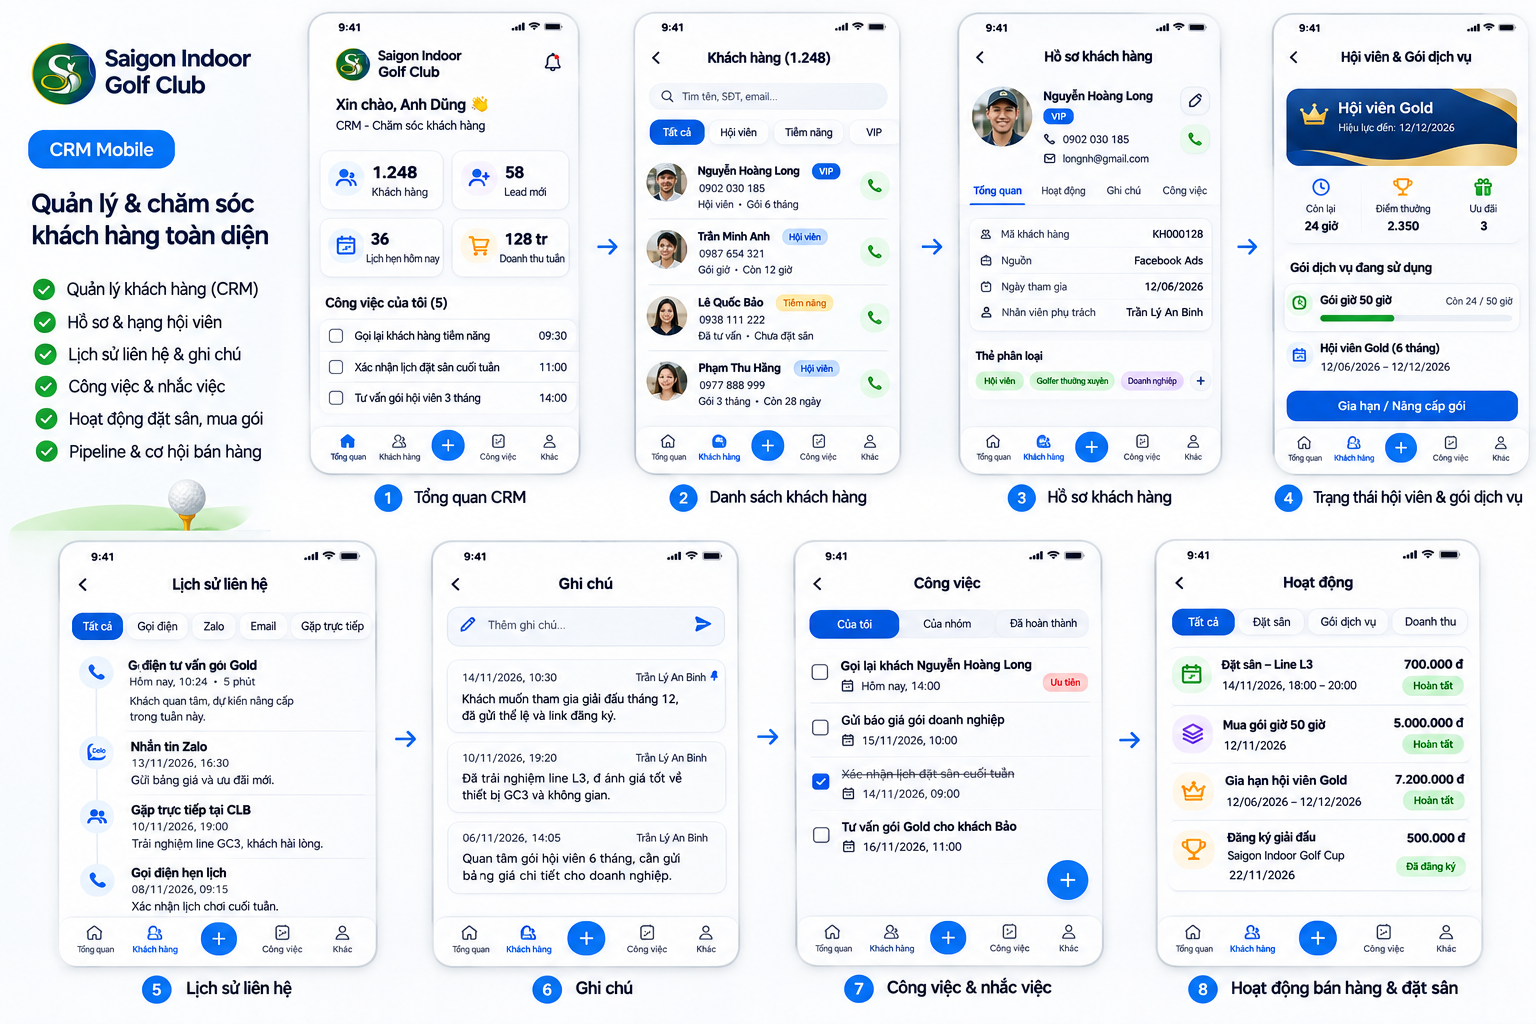 Saigon Indoor
Golf Club
CRM Mobile
Quản lý & chăm sóc
khách hàng toàn diện
Quản lý khách hàng (CRM)
Hồ sơ & hạng hội viên
Lịch sử liên hệ & ghi chú
Công việc & nhắc việc
Hoạt động đặt sân, mua gói
Pipeline & cơ hội bán hàng
9:41
Saigon Indoor
Golf Club
Xin chào, Anh Dũng 👋
CRM - Chăm sóc khách hàng
1.248
Khách hàng
58
Lead mới
36
Lịch hẹn hôm nay
128 tr
Doanh thu tuần
Công việc của tôi (5)
Gọi lại khách hàng tiềm năng 09:30
Xác nhận lịch đặt sân cuối tuần 11:00
Tư vấn gói hội viên 3 tháng 14:00
Tổng quan Khách hàng + Công việc Khác
1 Tổng quan CRM
9:41
Khách hàng (1.248)
Tìm tên, SĐT, email...
Tất cả Hội viên Tiềm năng VIP
Nguyễn Hoàng Long VIP
0902 030 185
Hội viên • Gói 6 tháng
Trần Minh Anh Hội viên
0987 654 321
Gói giờ • Còn 12 giờ
Lê Quốc Bảo Tiềm năng
0938 111 222
Đã tư vấn • Chưa đặt sân
Phạm Thu Hằng Hội viên
0977 888 999
Gói 3 tháng • Còn 28 ngày
Tổng quan Khách hàng + Công việc Khác
2 Danh sách khách hàng
9:41
Hồ sơ khách hàng
Nguyễn Hoàng Long
VIP
0902 030 185
longnh@gmail.com
Tổng quan Hoạt động Ghi chú Công việc
Mã khách hàng KH000128
Nguồn Facebook Ads
Ngày tham gia 12/06/2026
Nhân viên phụ trách Trần Lý An Bình
Thẻ phân loại
Hội viên Golfer thường xuyên Doanh nghiệp +
Tổng quan Khách hàng + Công việc Khác
3 Hồ sơ khách hàng
9:41
Hội viên & Gói dịch vụ
Hội viên Gold
Hiệu lực đến: 12/12/2026
Còn lại
24 giờ
Điểm thưởng
2.350
Ưu đãi
3
Gói dịch vụ đang sử dụng
Gói giờ 50 giờ Còn 24 / 50 giờ
Hội viên Gold (6 tháng)
12/06/2026 – 12/12/2026
Gia hạn / Nâng cấp gói
Tổng quan Khách hàng + Công việc Khác
4 Trạng thái hội viên & gói dịch vụ
9:41
Lịch sử liên hệ
Tất cả Gọi điện Zalo Email Gặp trực tiếp
Gọi điện tư vấn gói Gold
Hôm nay, 10:24 • 5 phút
Khách quan tâm, dự kiến nâng cấp
trong tuần này.
Nhắn tin Zalo
13/11/2026, 16:30
Gửi bảng giá và ưu đãi mới.
Gặp trực tiếp tại CLB
10/11/2026, 19:00
Trải nghiệm line GC3, khách hài lòng.
Gọi điện hẹn lịch
08/11/2026, 09:15
Xác nhận lịch chơi cuối tuần.
Tổng quan Khách hàng + Công việc Khác
5 Lịch sử liên hệ
9:41
Ghi chú
Thêm ghi chú...
14/11/2026, 10:30 Trần Lý An Bình
Khách muốn tham gia giải đấu tháng 12,
đã gửi thể lệ và link đăng ký.
10/11/2026, 19:20 Trần Lý An Bình
Đã trải nghiệm line L3, đ ánh giá tốt về
thiết bị GC3 và không gian.
06/11/2026, 14:05 Trần Lý An Bình
Quan tâm gói hội viên 6 tháng, cần gửi
bảng giá chi tiết cho doanh nghiệp.
Tổng quan Khách hàng + Công việc Khác
6 Ghi chú
9:41
Công việc
Của tôi Của nhóm Đã hoàn thành
Gọi lại khách Nguyễn Hoàng Long
Hôm nay, 14:00 Ưu tiên
Gửi báo giá gói doanh nghiệp
15/11/2026, 10:00
Xác nhận lịch đặt sân cuối tuần
14/11/2026, 09:00
Tư vấn gói Gold cho khách Bảo
16/11/2026, 11:00
+
Tổng quan Khách hàng + Công việc Khác
7 Công việc & nhắc việc
9:41
Hoạt động
Tất cả Đặt sân Gói dịch vụ Doanh thu
Đặt sân – Line L3 700.000 đ
14/11/2026, 18:00 – 20:00 Hoàn tất
Mua gói giờ 50 giờ 5.000.000 đ
12/11/2026 Hoàn tất
Gia hạn hội viên Gold 7.200.000 đ
12/06/2026 – 12/12/2026 Hoàn tất
Đăng ký giải đấu 500.000 đ
Saigon Indoor Golf Cup
22/11/2026 Đã đăng ký
Tổng quan Khách hàng + Công việc Khác
8 Hoạt động bán hàng & đặt sân